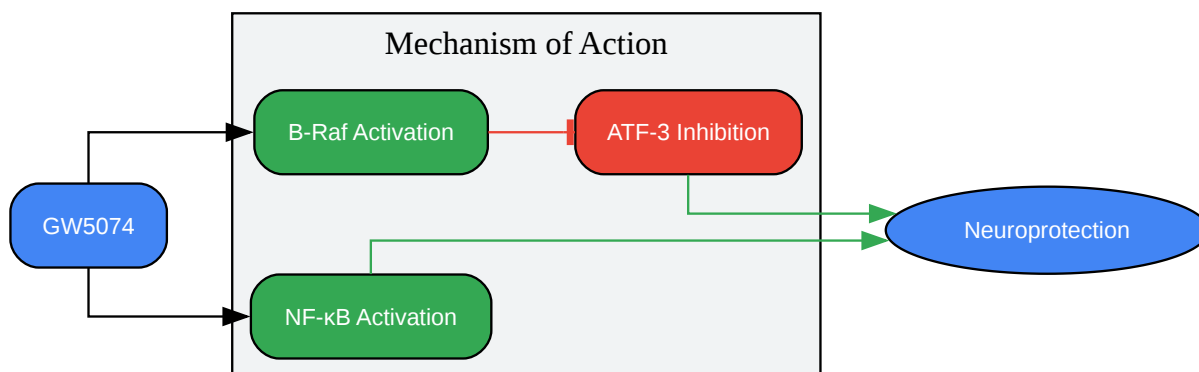 Mechanism of Action
B-Raf Activation
ATF-3 Inhibition
GW5074
Neuroprotection
NF-κB Activation